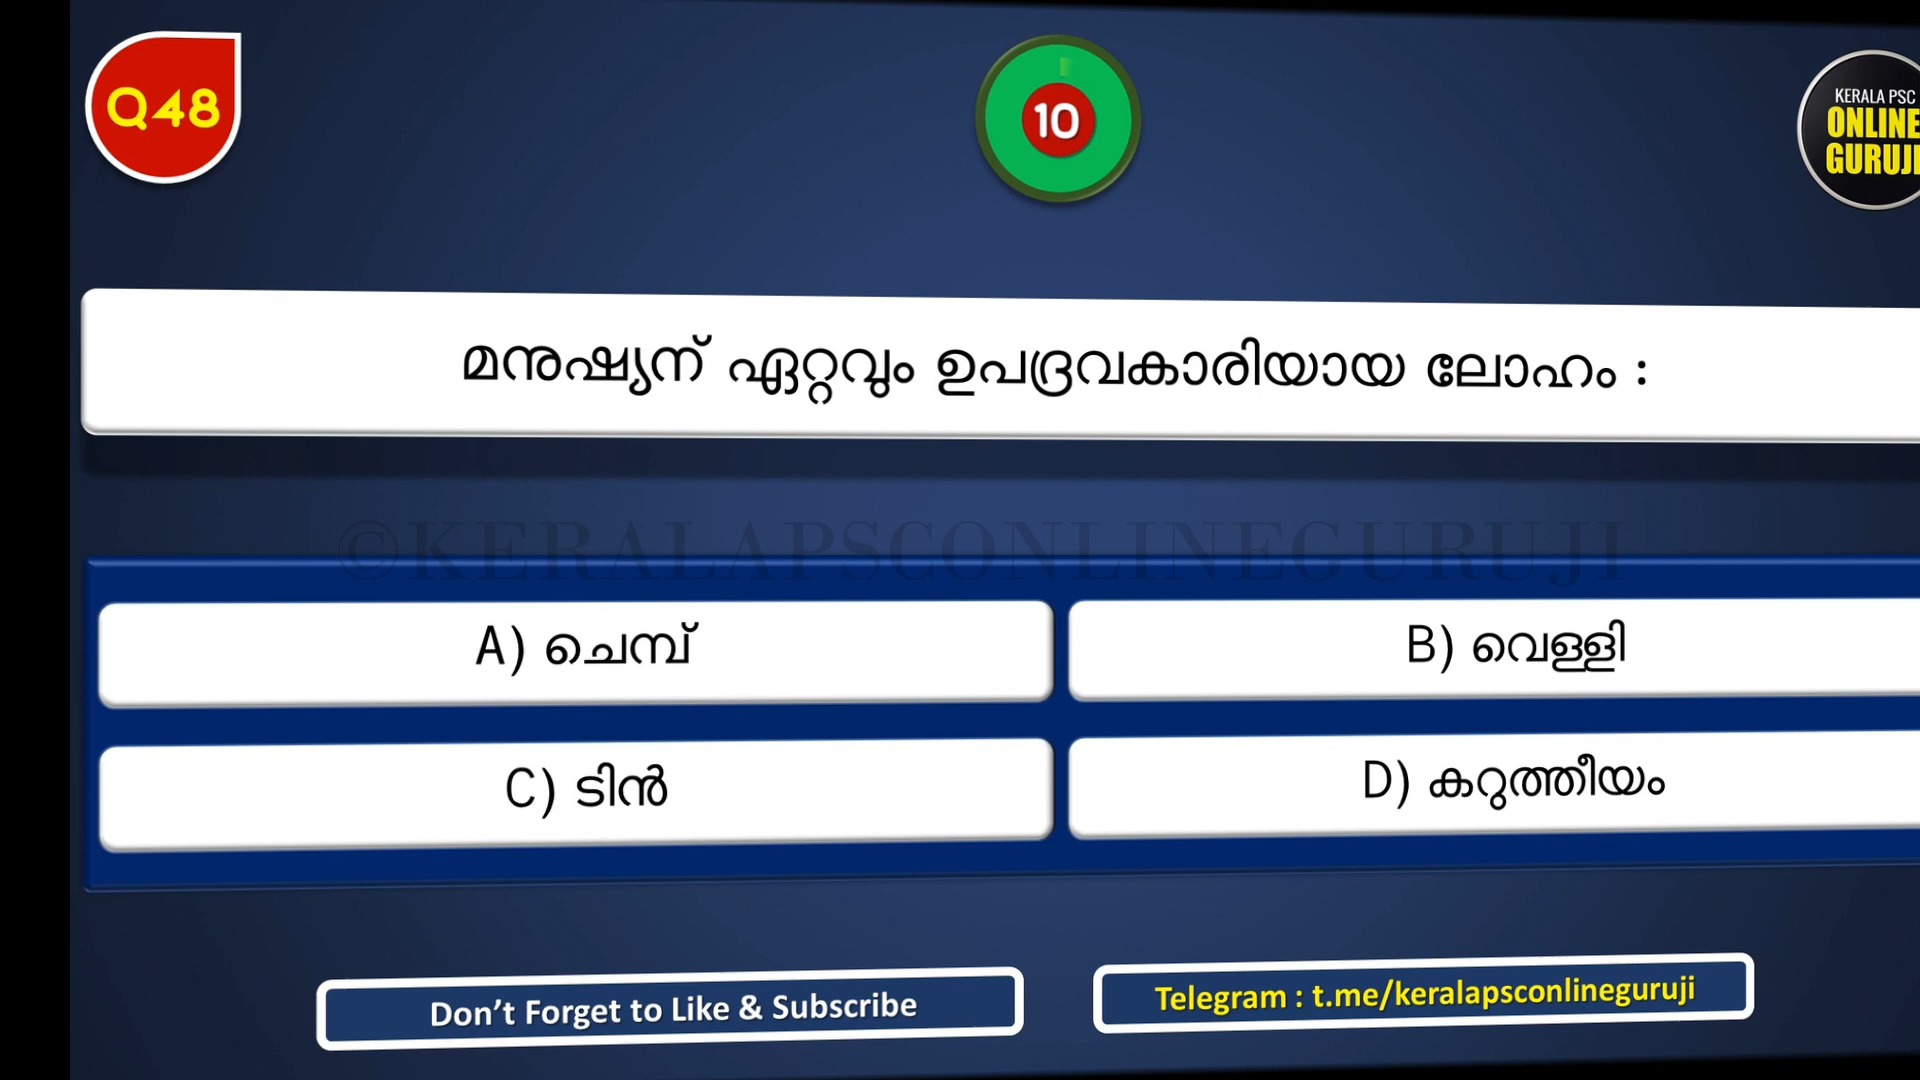 Q48
10
KERALA PSC
ONLINE
GURUJI
മനുഷ്യന് ഏറ്റവും ഉപദ്രവകാരിയായ ലോഹം :
©KERALAPSCONLINEGURUJI
A) ചെമ്പ്
B) വെള്ളി
C) ടിൻ
D) കറുത്തീയം
Don’t Forget to Like & Subscribe
Telegram : t.me/keralapsconlineguruji